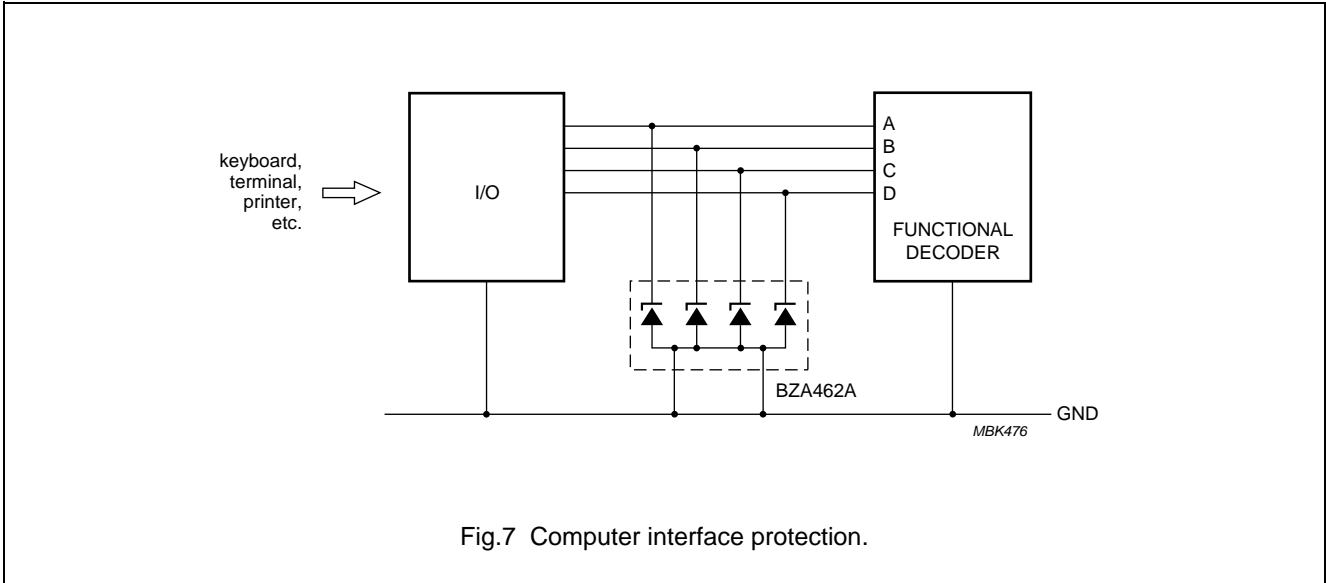 keyboard,
terminal,
printer,
etc.
I/O
A
B
C
D
FUNCTIONAL
DECODER
BZA462A
GND
MBK476
Fig.7 Computer interface protection.